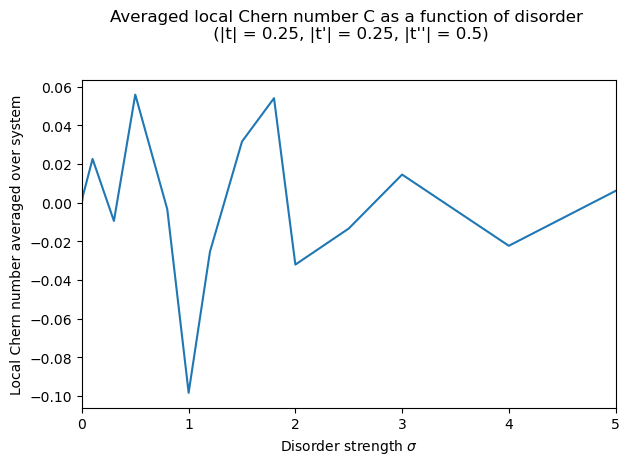 Averaged local Chern number C as a function of disorder
(|t| = 0.25, |t'| = 0.25, |t''| = 0.5)
Local Chern number averaged over system
0.06
0.04
0.02
0.00
−0.02
−0.04
−0.06
−0.08
−0.10
0 1 2 3 4 5
Disorder strength σ